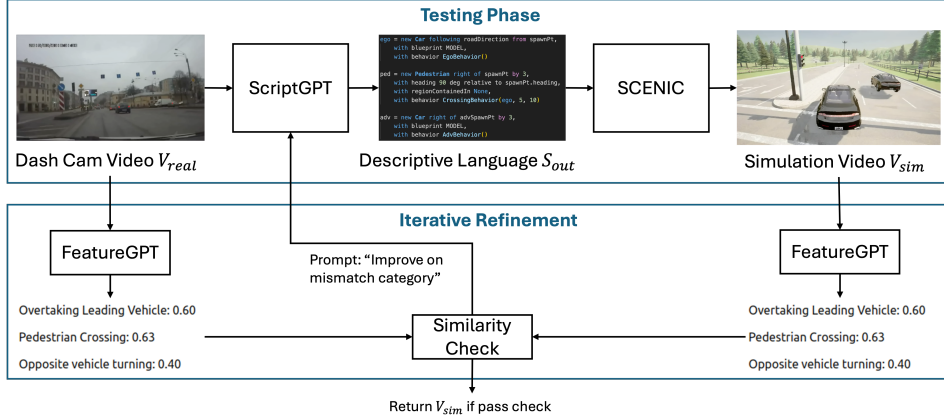 Testing Phase
ScriptGPT
ego = new Car following roadDirection from spawnPt,
with blueprint MODEL,
with behavior EgoBehavior()
ped = new Pedestrian right of spawnPt by 3,
with heading 90 deg relative to spawnPt.heading,
with regionContainedIn None,
with behavior CrossingBehavior(ego, 5, 10)
adv = new Car right of advSpawnPt by 3,
with blueprint MODEL,
with behavior AdvBehavior()
SCENIC
Dash Cam Video V_real
Descriptive Language S_out
Simulation Video V_sim
Iterative Refinement
FeatureGPT
Prompt: “Improve on
mismatch category”
FeatureGPT
Overtaking Leading Vehicle: 0.60
Pedestrian Crossing: 0.63
Opposite vehicle turning: 0.40
Similarity
Check
Overtaking Leading Vehicle: 0.60
Pedestrian Crossing: 0.63
Opposite vehicle turning: 0.40
Return V_sim if pass check